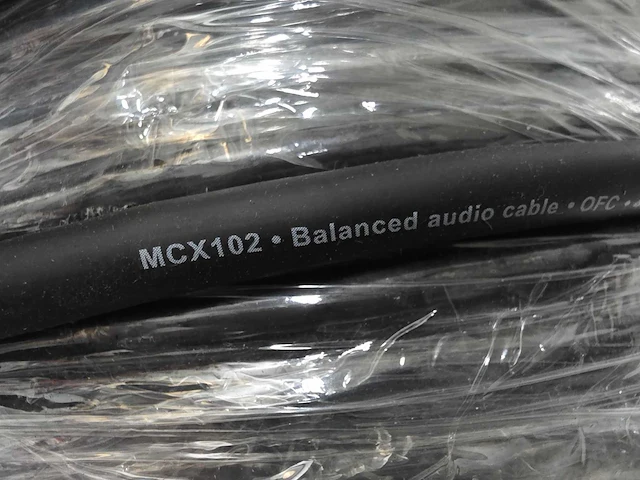 MCX102 • Balanced audio cable • OFC •